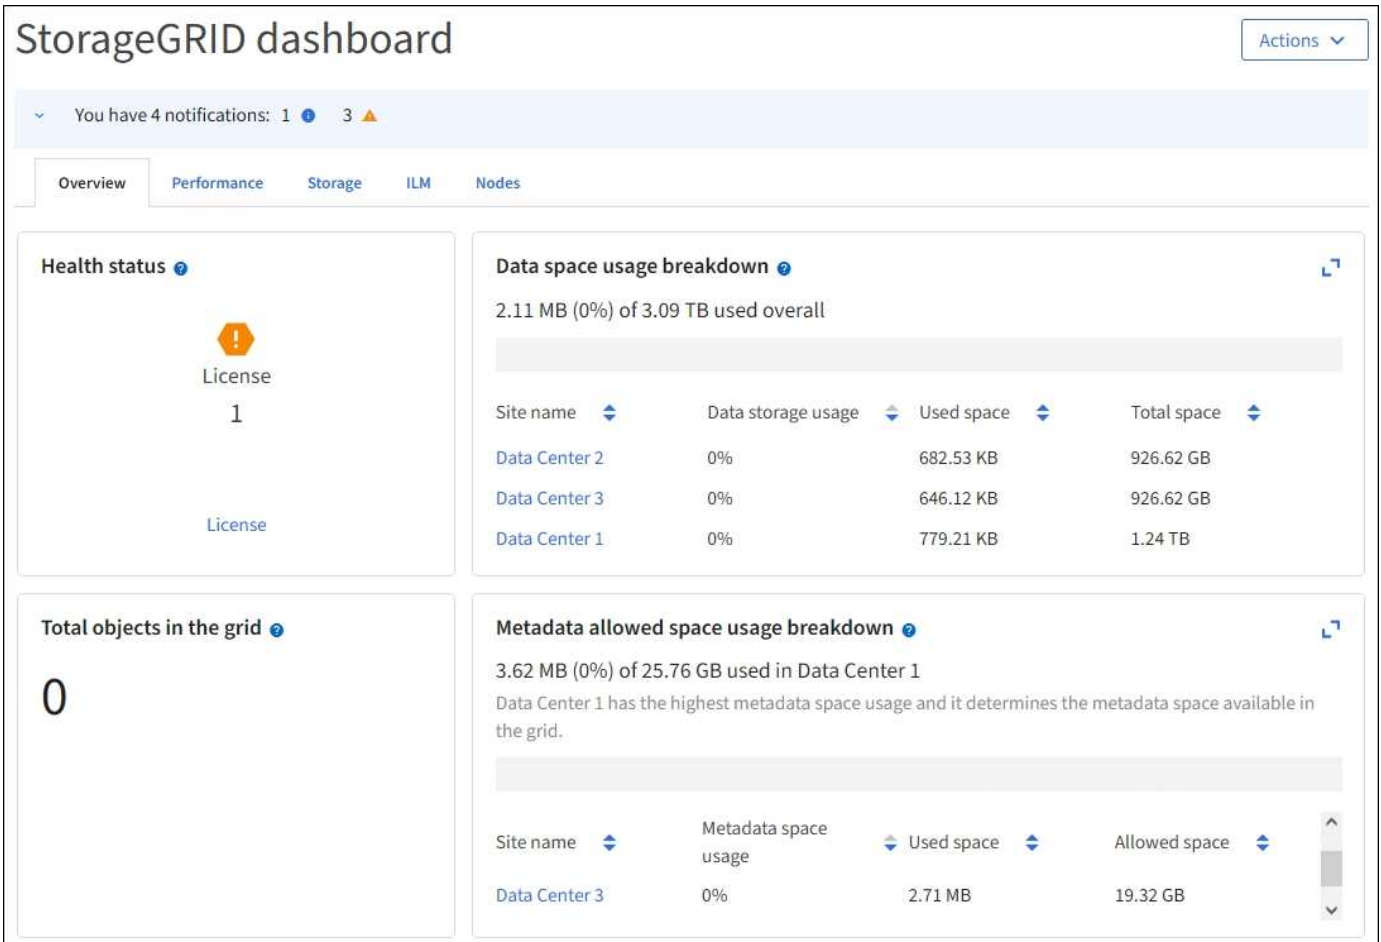 StorageGRID dashboard
Actions
You have 4 notifications: 1 3
Overview Performance Storage ILM Nodes
Health status
License
1
License
Data space usage breakdown
2.11 MB (0%) of 3.09 TB used overall
Site name Data storage usage Used space Total space
Data Center 2 0% 682.53 KB 926.62 GB
Data Center 3 0% 646.12 KB 926.62 GB
Data Center 1 0% 779.21 KB 1.24 TB
Total objects in the grid
0
Metadata allowed space usage breakdown
3.62 MB (0%) of 25.76 GB used in Data Center 1
Data Center 1 has the highest metadata space usage and it determines the metadata space available in
the grid.
Site name Metadata space usage Used space Allowed space
Data Center 3 0% 2.71 MB 19.32 GB